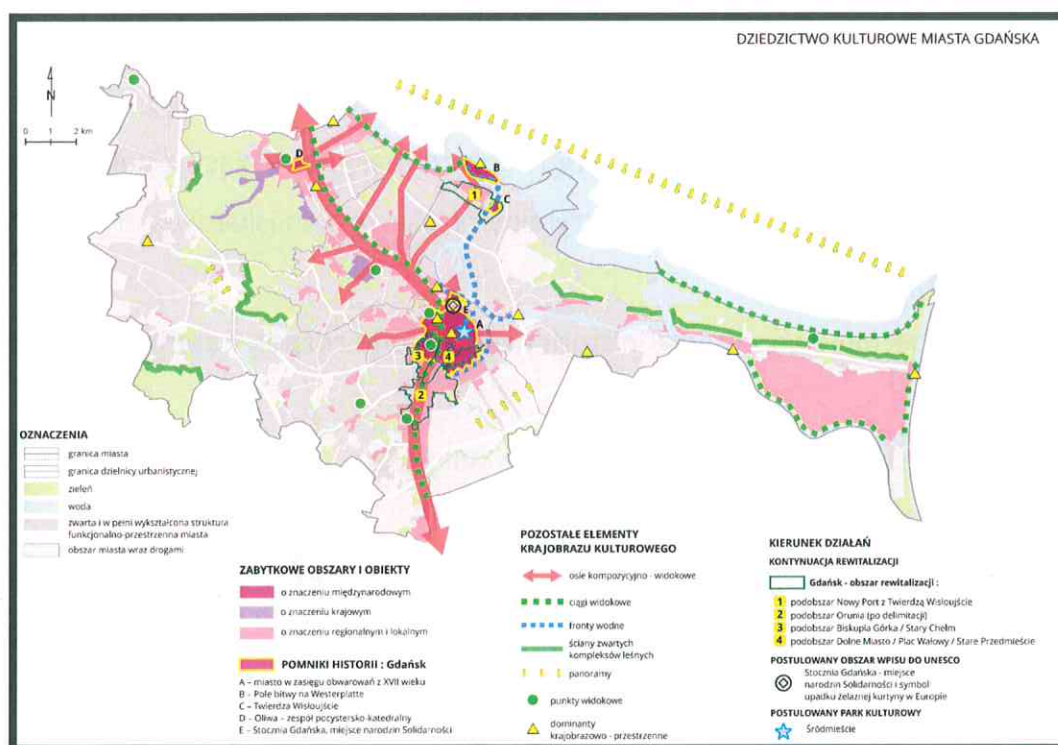 DZIEDZICTWO KULTUROWE MIASTA GDAŃSKA
N
0 1 2 km
D
B
1
C
E
A
3
4
2
OZNACZENIA
granica miasta
granica dzielnicy urbanistycznej
zieleń
woda
zwarta i w pełni wykształcona struktura
funkcjonalno-przestrzenna miasta
obszar miasta wraz drogami
ZABYTKOWE OBSZARY I OBIEKTY
o znaczeniu międzynarodowym
o znaczeniu krajowym
o znaczeniu regionalnym i lokalnym
POMNIKI HISTORII : Gdańsk
A – miasto w zasięgu obwarowań z XVII wieku
B – Pole bitwy na Westerplatte
C – Twierdza Wisłoujście
D – Oliwa – zespół pocystersko-katedralny
E – Stocznia Gdańska, miejsce narodzin Solidarności
POZOSTAŁE ELEMENTY
KRAJOBRAZU KULTUROWEGO
osie kompozycyjno - widokowe
ciągi widokowe
fronty wodne
ściany zwartych
kompleksów leśnych
panoramy
punkty widokowe
dominanty
krajobrazowo - przestrzenne
KIERUNEK DZIAŁAŃ
KONTYNUACJA REWITALIZACJI
Gdańsk - obszar rewitalizacji :
1 podobszar Nowy Port z Twierdzą Wisłoujście
2 podobszar Orunia (po delimitacji)
3 podobszar Biskupia Górka / Stary Chełm
4 podobszar Dolne Miasto / Plac Wałowy / Stare Przedmieście
POSTULOWANY OBSZAR WPISU DO UNESCO
Stocznia Gdańska - miejsce
narodzin Solidarności i symbol
upadku żelaznej kurtyny w Europie
POSTULOWANY PARK KULTUROWY
Śródmieście